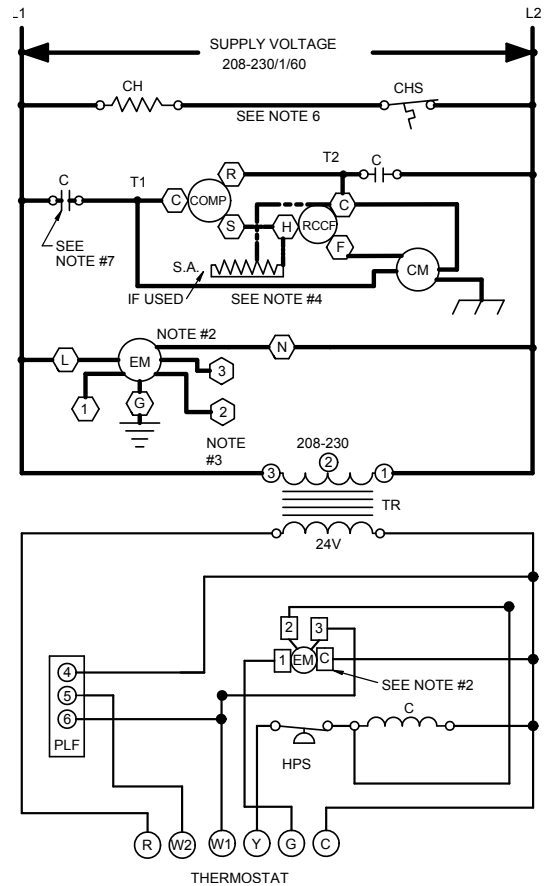 L1 L2
SUPPLY VOLTAGE
208-230/1/60
CH CHS
SEE NOTE 6
R T2 C
C T1 C COMP C
S H RCCF
SEE
NOTE #7
F
S.A. CM
IF USED SEE NOTE #4
NOTE #2 N
L EM 3
1 G 2
NOTE
#3
208-230
3 2 1
TR
24V
2 3
4 1 EM C
5 SEE NOTE #2
6 C
PLF
HPS
R W2 W1 Y G C
THERMOSTAT